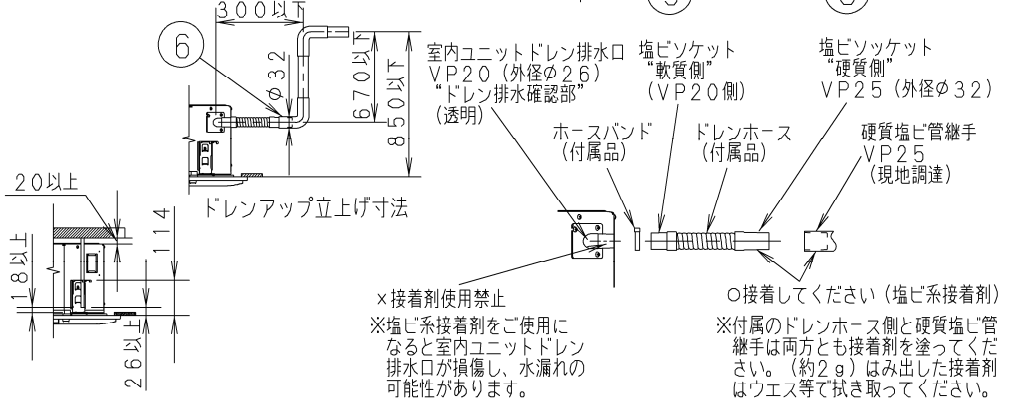 300以下
6
φ32
670以下
850以下
ドレンアップ立上げ寸法
20以上
18以上
114
26以上
室内ユニットドレン排水口
VP20(外径φ26)
“ドレン排水確認部”
(透明)
塩ビソケット
“軟質側”
(VP20側)
塩ビソッケット
“硬質側”
VP25(外径φ32)
ホースバンド
(付属品)
ドレンホース
(付属品)
硬質塩ビ管継手
VP25
(現地調達)
×接着剤使用禁止
※塩ビ系接着剤をご使用に
なると室内ユニットドレン
排水口が損傷し、水漏れの
可能性があります。
○接着してください(塩ビ系接着剤)
※付属のドレンホース側と硬質塩ビ管
継手は両方とも接着剤を塗ってくだ
さい。(約2g)はみ出した接着剤
はウエス等で拭き取ってください。